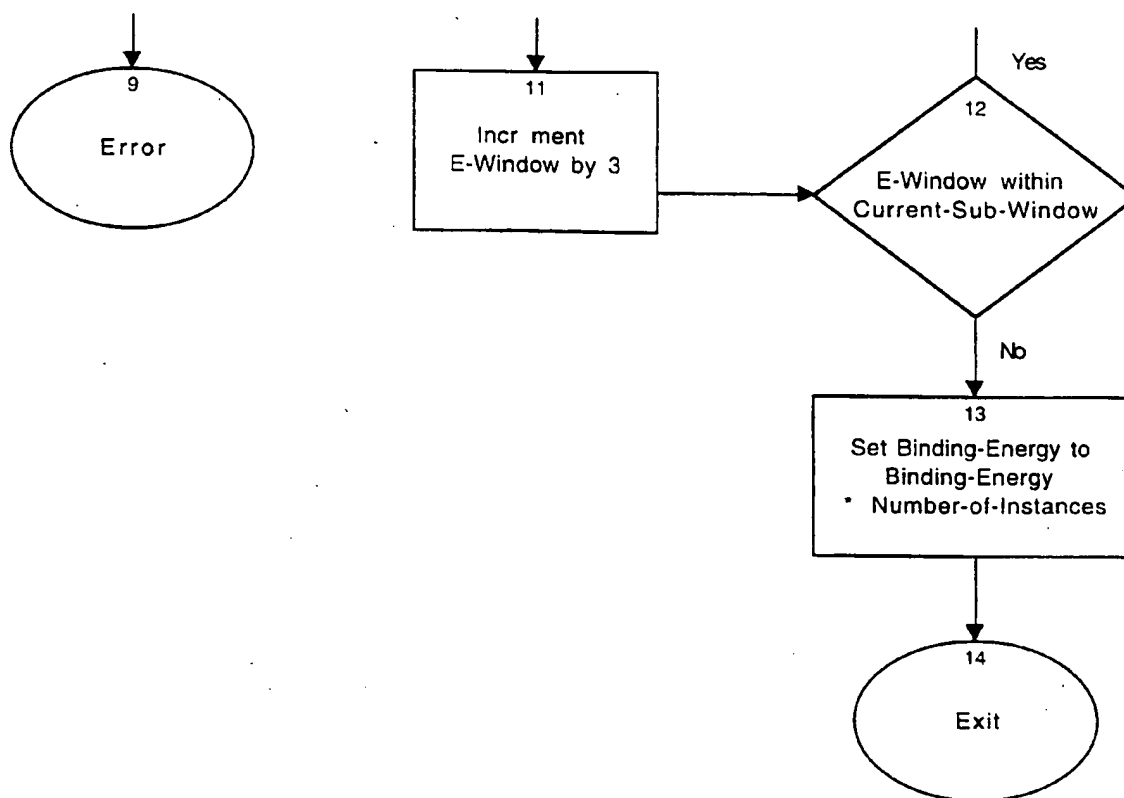 9
Error
11
Incr ment
E-Window by 3
Yes
12
E-Window within
Current-Sub-Window
No
13
Set Binding-Energy to
Binding-Energy
* Number-of-Instances
14
Exit